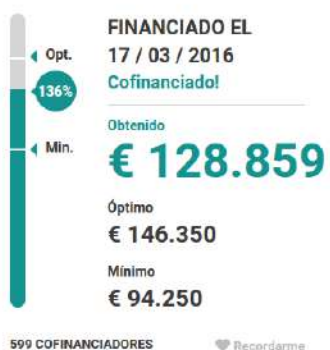 FINANCIADO EL
17 / 03 / 2016
Cofinanciado!
Opt.
136%
Min.
Obtenido
€ 128.859
Óptimo
€ 146.350
Mínimo
€ 94.250
599 COFINANCIADORES
Recordarme